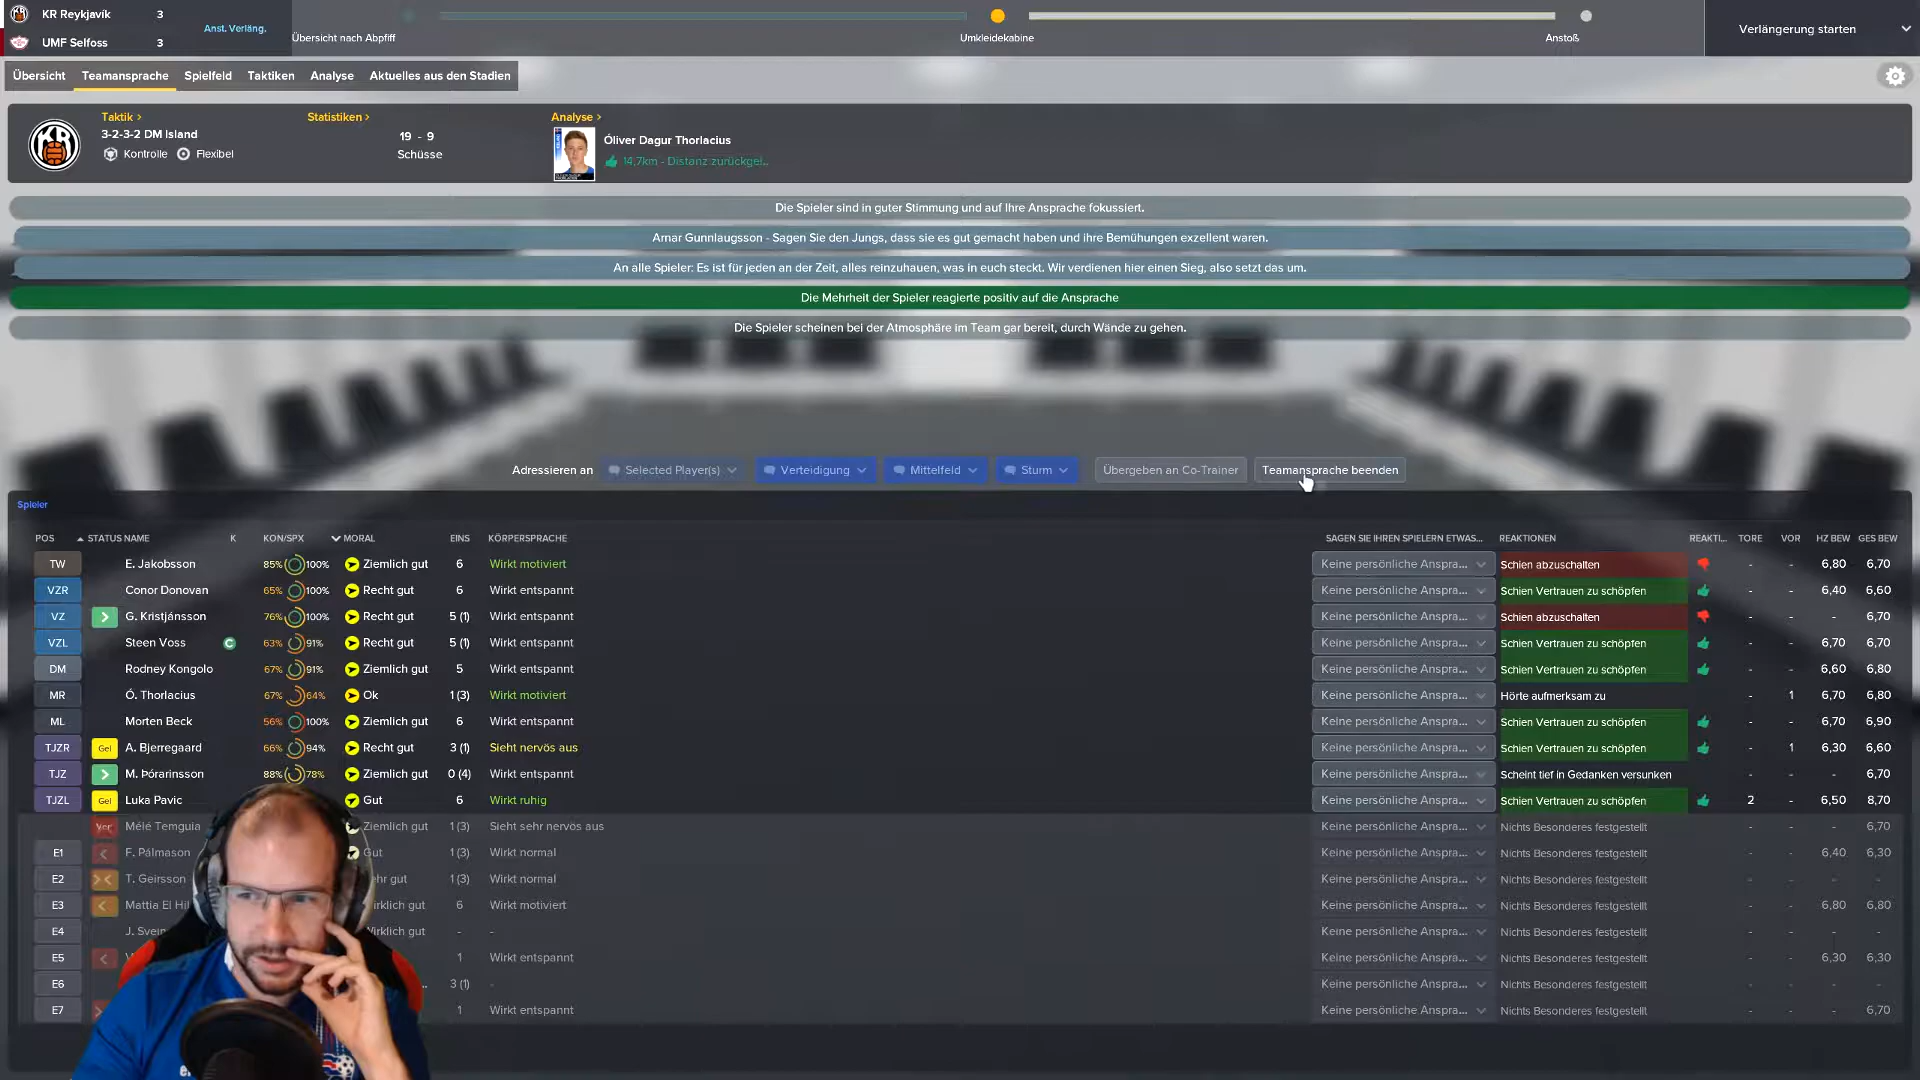 KR Reykjavík 3
UMF Selfoss 3
Anst. Verläng.
Übersicht nach Abpfiff
Umkleidekabine
Anstoß
Verlängerung starten
Übersicht Teamansprache Spielfeld Taktiken Analyse Aktuelles aus den Stadien
Taktik >
3-2-3-2 DM Island
Kontrolle Flexibel
Statistiken >
19 - 9
Schüsse
Analyse >
Óliver Dagur Thorlacius
14,7km - Distanz zurückgel..
Die Spieler sind in guter Stimmung und auf Ihre Ansprache fokussiert.
Arnar Gunnlaugsson - Sagen Sie den Jungs, dass sie es gut gemacht haben und ihre Bemühungen exzellent waren.
An alle Spieler: Es ist für jeden an der Zeit, alles reinzuhauen, was in euch steckt. Wir verdienen hier einen Sieg, also setzt das um.
Die Mehrheit der Spieler reagierte positiv auf die Ansprache
Die Spieler scheinen bei der Atmosphäre im Team gar bereit, durch Wände zu gehen.
Adressieren an Selected Player(s) Verteidigung Mittelfeld Sturm Übergeben an Co-Trainer Teamansprache beenden
Spieler
POS STATUS NAME K KON/SPX MORAL EINS KÖRPERSPRACHE SAGEN SIE IHREN SPIELERN ETWAS... REAKTIONEN REAKTI... TORE VOR HZ BEW GES BEW
TW E. Jakobsson 85% 100% Ziemlich gut 6 Wirkt motiviert Keine persönliche Anspra... Schien abzuschalten - - 6,80 6,70
VZR Conor Donovan 65% 100% Recht gut 6 Wirkt entspannt Keine persönliche Anspra... Schien Vertrauen zu schöpfen - - 6,40 6,60
VZ G. Kristjánsson 76% 100% Recht gut 5 (1) Wirkt entspannt Keine persönliche Anspra... Schien abzuschalten - - - 6,70
VZL Steen Voss C 63% 91% Recht gut 5 (1) Wirkt entspannt Keine persönliche Anspra... Schien Vertrauen zu schöpfen - - 6,70 6,70
DM Rodney Kongolo 67% 91% Ziemlich gut 5 Wirkt entspannt Keine persönliche Anspra... Schien Vertrauen zu schöpfen - - 6,60 6,80
MR Ó. Thorlacius 67% 64% Ok 1 (3) Wirkt motiviert Keine persönliche Anspra... Hörte aufmerksam zu - 1 6,70 6,80
ML Morten Beck 56% 100% Ziemlich gut 6 Wirkt entspannt Keine persönliche Anspra... Schien Vertrauen zu schöpfen - - 6,70 6,90
TJZR Gel A. Bjerregaard 66% 94% Recht gut 3 (1) Sieht nervös aus Keine persönliche Anspra... Schien Vertrauen zu schöpfen - 1 6,30 6,60
TJZ M. Þórarinsson 88% 78% Ziemlich gut 0 (4) Wirkt entspannt Keine persönliche Anspra... Scheint tief in Gedanken versunken - - - 6,70
TJZL Gel Luka Pavic Gut 6 Wirkt ruhig Keine persönliche Anspra... Schien Vertrauen zu schöpfen 2 - 6,50 8,70
Ver Mélé Temguia Ziemlich gut 1 (3) Sieht sehr nervös aus Keine persönliche Anspra... Nichts Besonderes festgestellt - - - 6,70
E1 F. Pálmason Gut 1 (3) Wirkt normal Keine persönliche Anspra... Nichts Besonderes festgestellt - - 6,40 6,30
E2 T. Geirsson gut 1 (3) Wirkt normal Keine persönliche Anspra... Nichts Besonderes festgestellt - - - -
E3 Mattia El Hil 6 Wirkt motiviert Keine persönliche Anspra... Nichts Besonderes festgestellt - - 6,80 6,80
E4 J. Svein gut - - Keine persönliche Anspra... Nichts Besonderes festgestellt - - - -
E5 1 Wirkt entspannt Keine persönliche Anspra... Nichts Besonderes festgestellt - - 6,30 6,30
E6 3 (1) - Keine persönliche Anspra... Nichts Besonderes festgestellt - - - -
E7 1 Wirkt entspannt Keine persönliche Anspra... Nichts Besonderes festgestellt - - - 6,70